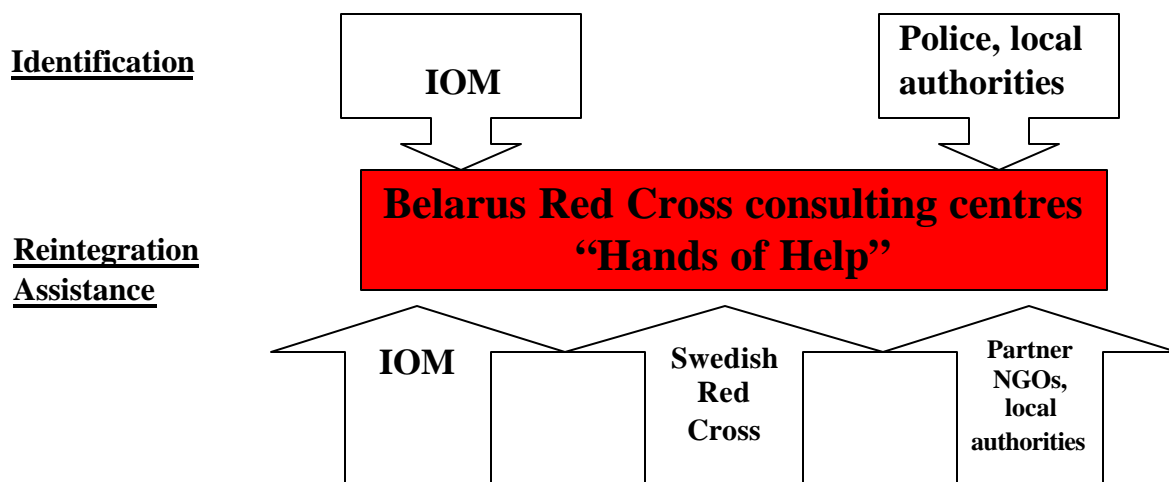 Identification
IOM
Police, local
authorities
Belarus Red Cross consulting centres
“Hands of Help”
Reintegration
Assistance
IOM
Swedish
Red
Cross
Partner
NGOs,
local
authorities